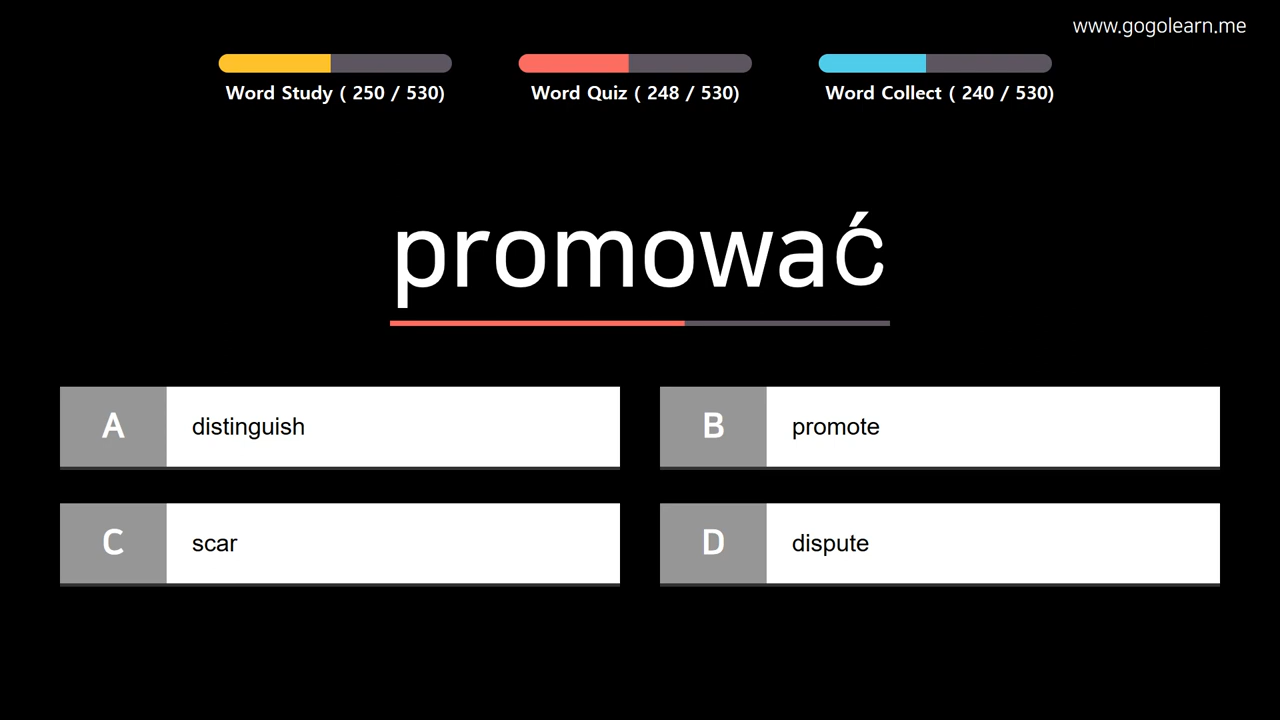 www.gogolearn.me
Word Study ( 250 / 530)
Word Quiz ( 248 / 530)
Word Collect ( 240 / 530)
promować
A distinguish
B promote
C scar
D dispute